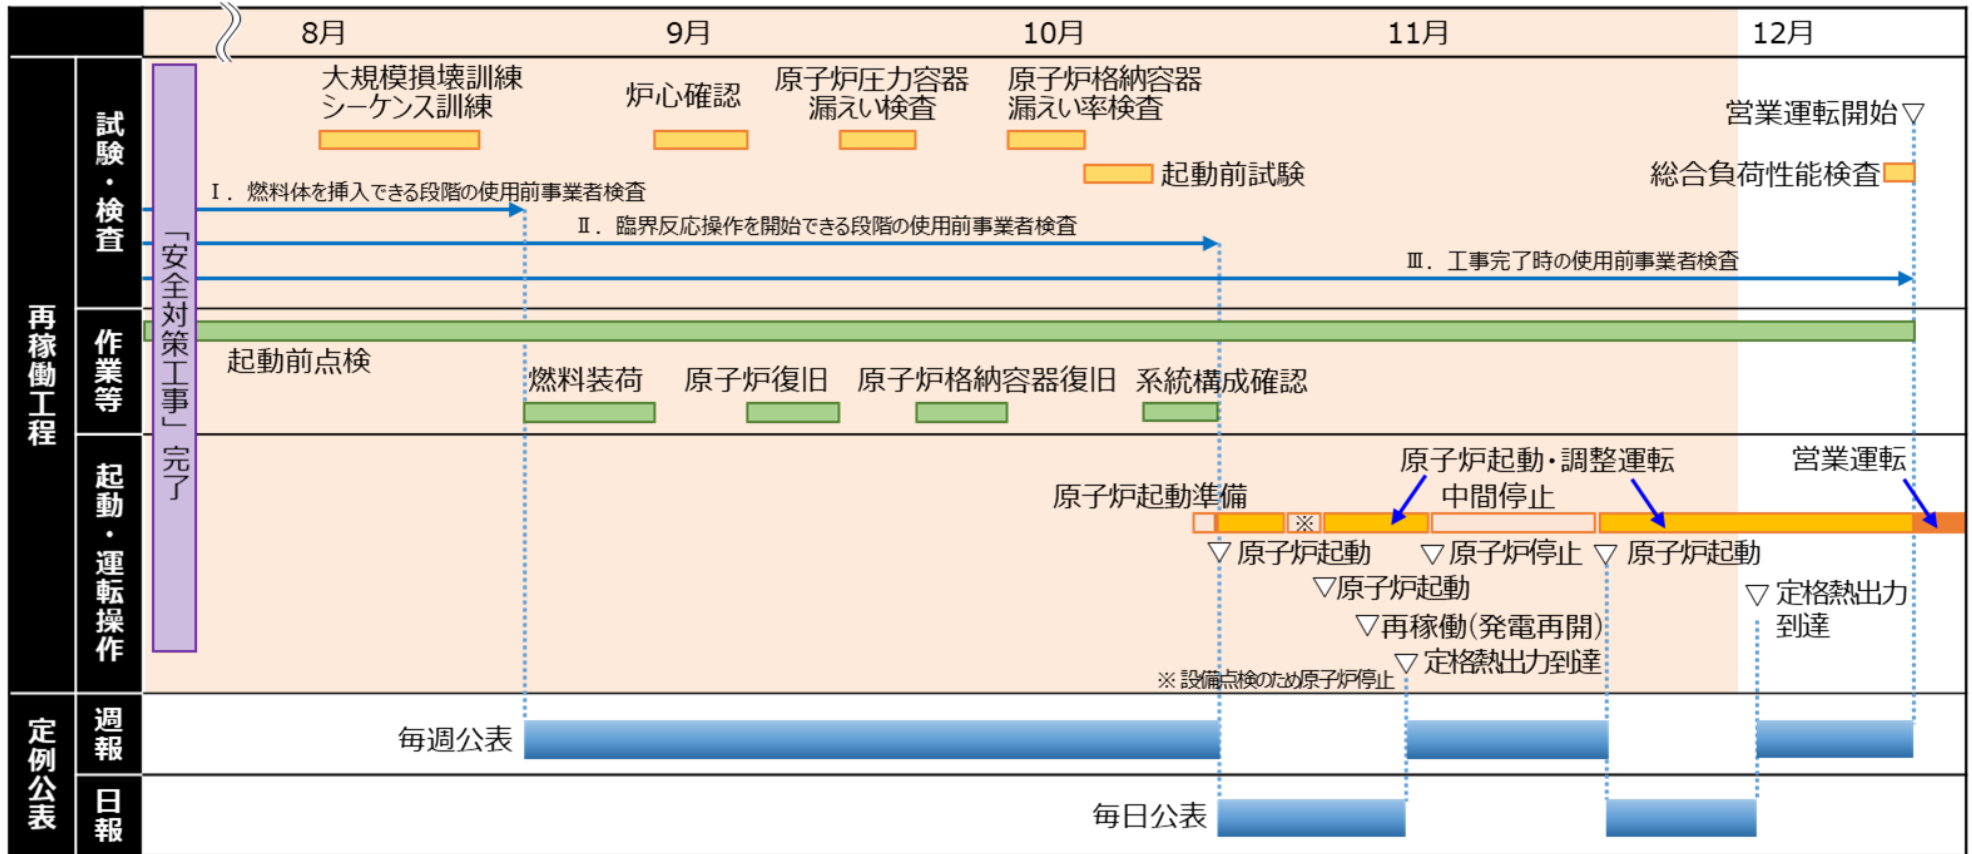 8月
9月
10月
11月
12月
再稼働工程
試験・検査
「安全対策工事」完了
大規模損壊訓練
シーケンス訓練
炉心確認
原子炉圧力容器
漏えい検査
原子炉格納容器
漏えい率検査
起動前試験
営業運転開始▽
総合負荷性能検査
Ⅰ．燃料体を挿入できる段階の使用前事業者検査
Ⅱ．臨界反応操作を開始できる段階の使用前事業者検査
Ⅲ．工事完了時の使用前事業者検査
作業等
起動前点検
燃料装荷
原子炉復旧
原子炉格納容器復旧
系統構成確認
起動・運転操作
原子炉起動準備
原子炉起動・調整運転
中間停止
営業運転
※
▽原子炉起動
▽原子炉停止
▽原子炉起動
▽原子炉起動
▽定格熱出力
到達
▽再稼働(発電再開)
▽定格熱出力到達
※設備点検のため原子炉停止
定例公表
週報
毎週公表
日報
毎日公表